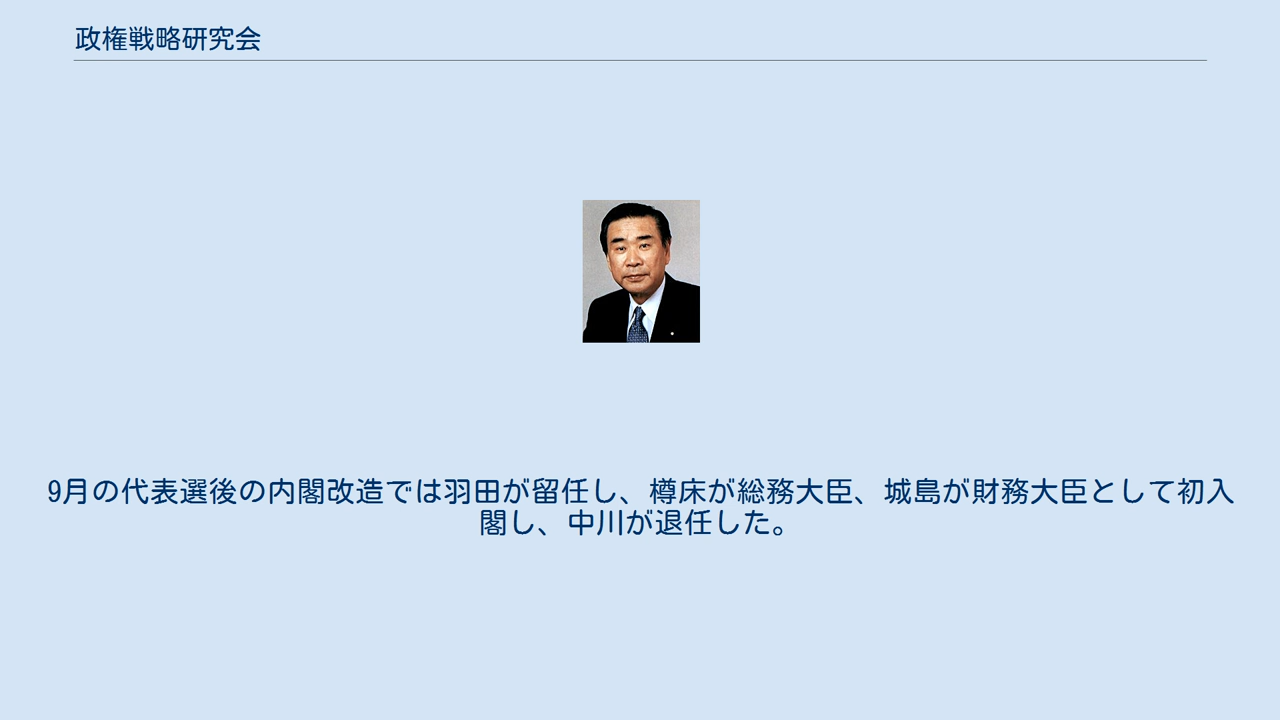 政権戦略研究会
9月の代表選後の内閣改造では羽田が留任し、樽床が総務大臣、城島が財務大臣として初入
閣し、中川が退任した。